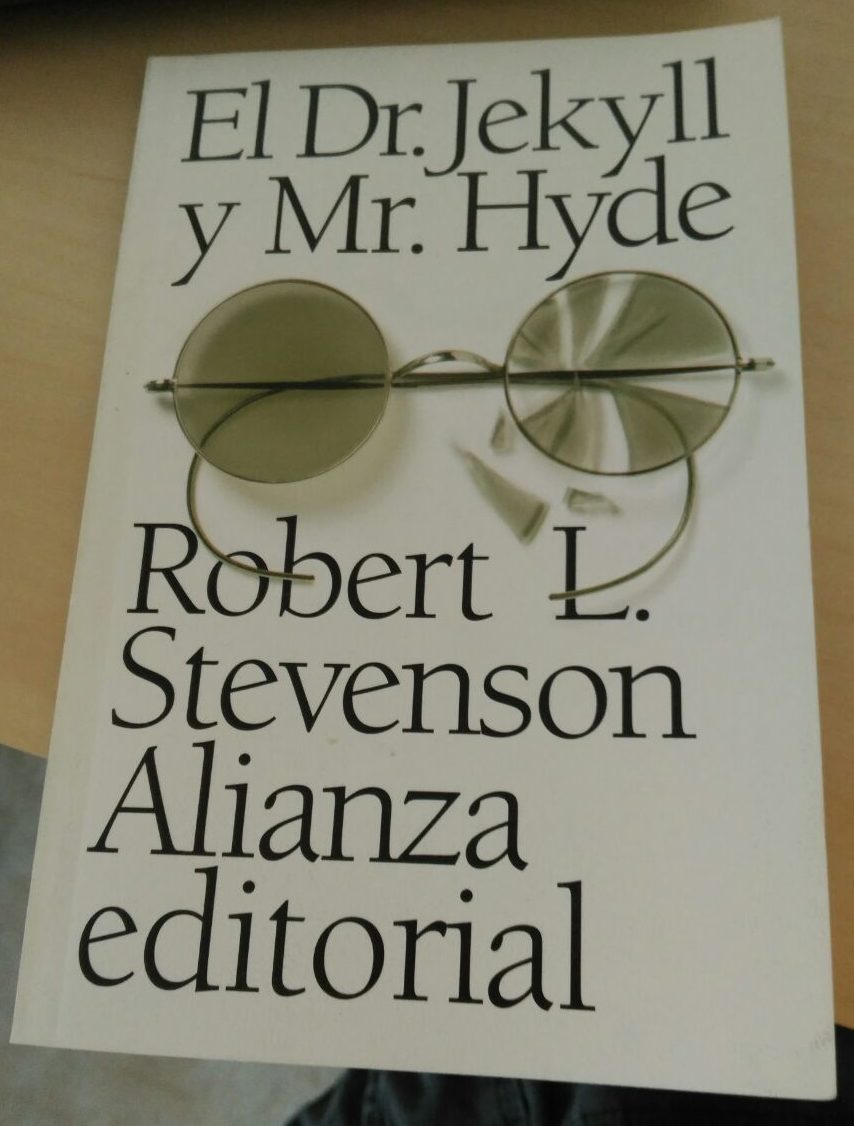 El Dr. Jekyll
y Mr. Hyde
Robert L.
Stevenson
Alianza
editorial